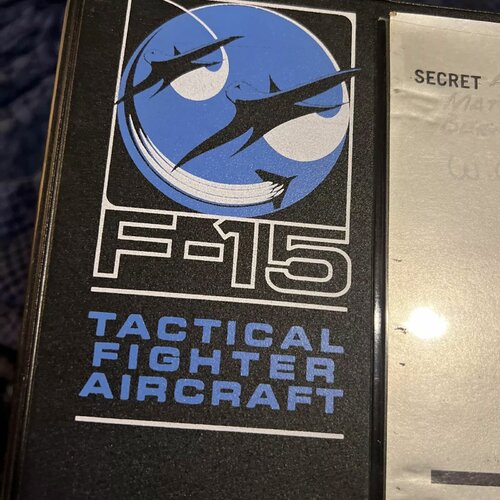 F-15
TACTICAL
FIGHTER
AIRCRAFT
SECRET